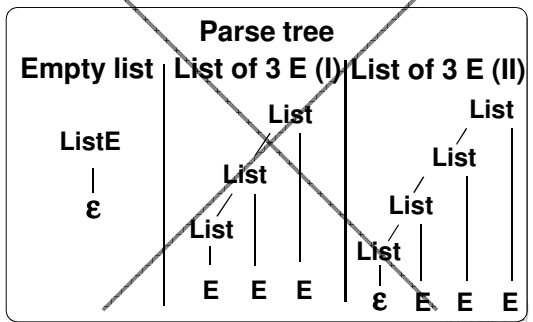 Parse tree
Empty list List of 3 E (I) List of 3 E (II)
ListE
ε
List
List
List
E E E
List
List
List
List
ε E E E